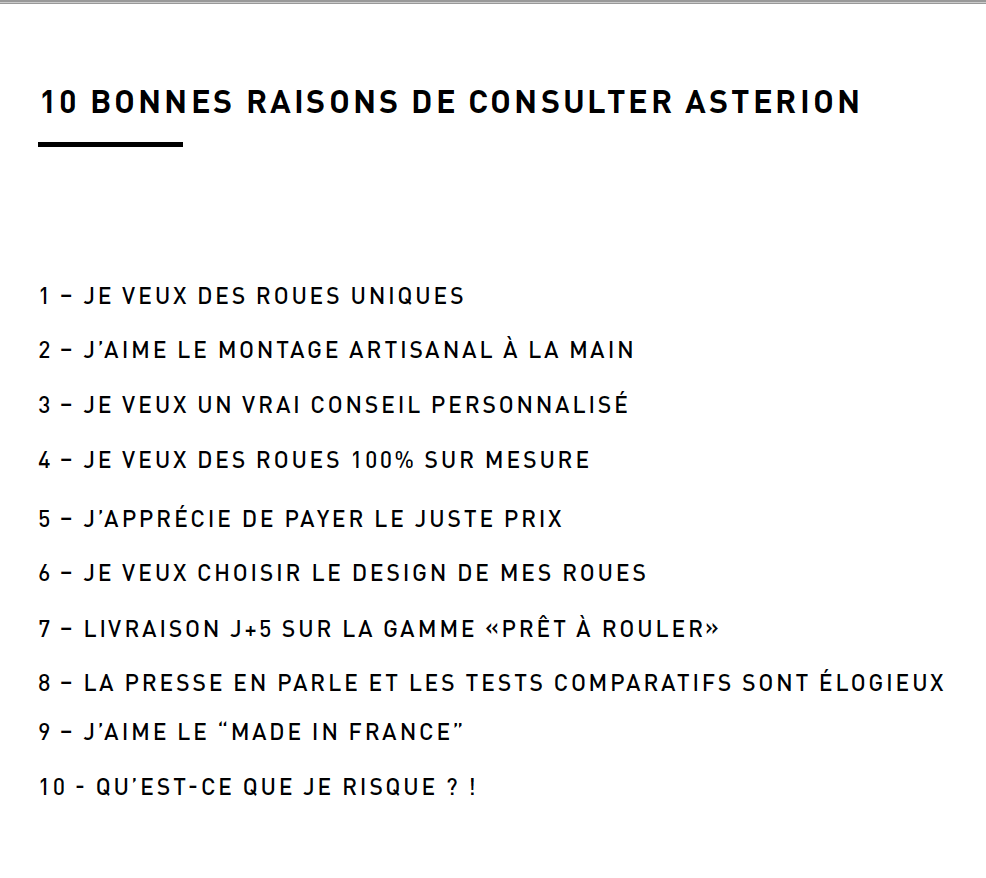 10 BONNES RAISONS DE CONSULTER ASTERION
1 – JE VEUX DES ROUES UNIQUES
2 – J’AIME LE MONTAGE ARTISANAL À LA MAIN
3 – JE VEUX UN VRAI CONSEIL PERSONNALISÉ
4 – JE VEUX DES ROUES 100% SUR MESURE
5 – J’APPRÉCIE DE PAYER LE JUSTE PRIX
6 – JE VEUX CHOISIR LE DESIGN DE MES ROUES
7 – LIVRAISON J+5 SUR LA GAMME «PRÊT À ROULER»
8 – LA PRESSE EN PARLE ET LES TESTS COMPARATIFS SONT ÉLOGIEUX
9 – J’AIME LE “MADE IN FRANCE”
10 - QU’EST-CE QUE JE RISQUE ? !